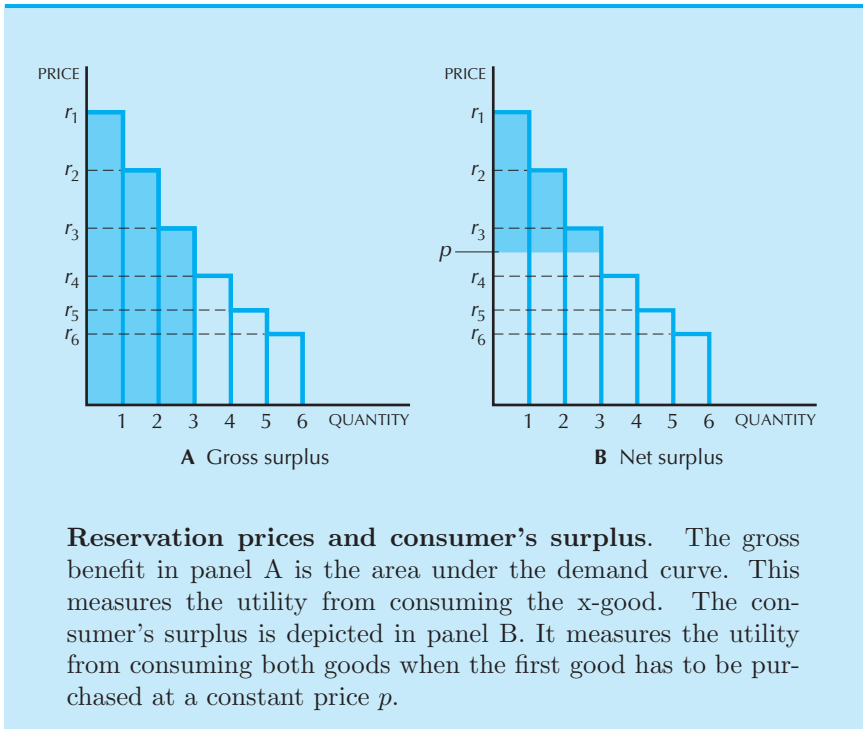 PRICE
r1
r2
r3
r4
r5
r6
1 2 3 4 5 6 QUANTITY
A Gross surplus
PRICE
r1
r2
r3
p
r4
r5
r6
1 2 3 4 5 6 QUANTITY
B Net surplus
Reservation prices and consumer's surplus. The gross
benefit in panel A is the area under the demand curve. This
measures the utility from consuming the x-good. The con-
sumer's surplus is depicted in panel B. It measures the utility
from consuming both goods when the first good has to be pur-
chased at a constant price p.